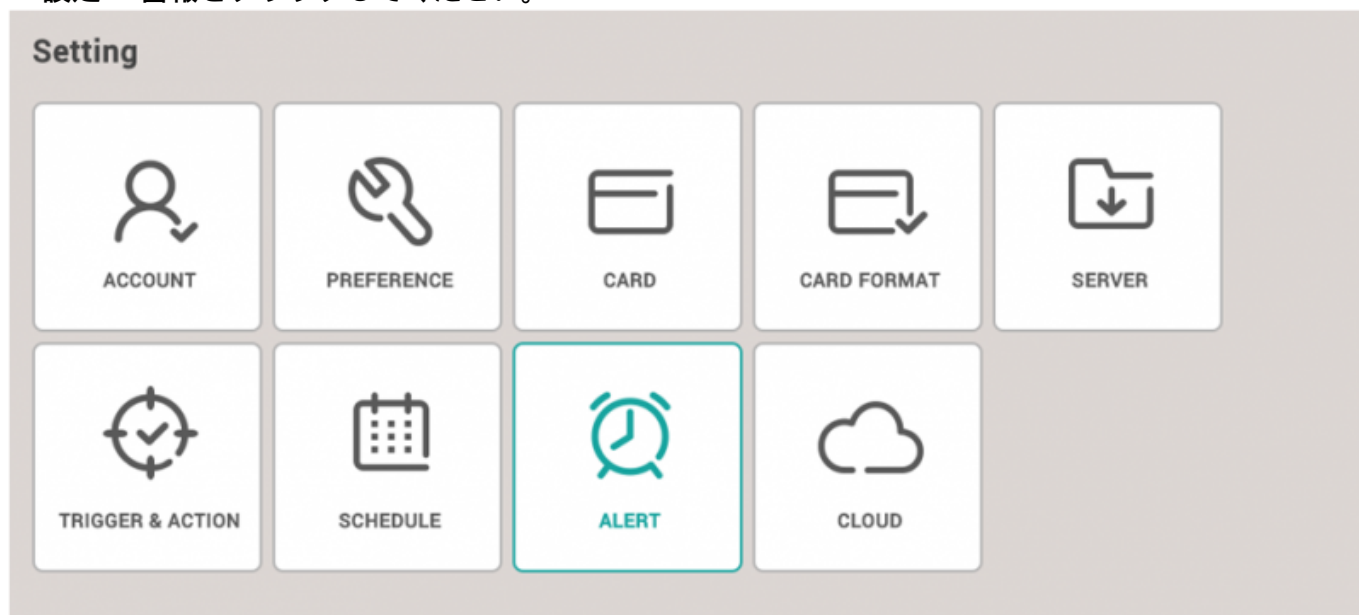 Setting
ACCOUNT
PREFERENCE
CARD
CARD FORMAT
SERVER
TRIGGER & ACTION
SCHEDULE
ALERT
CLOUD